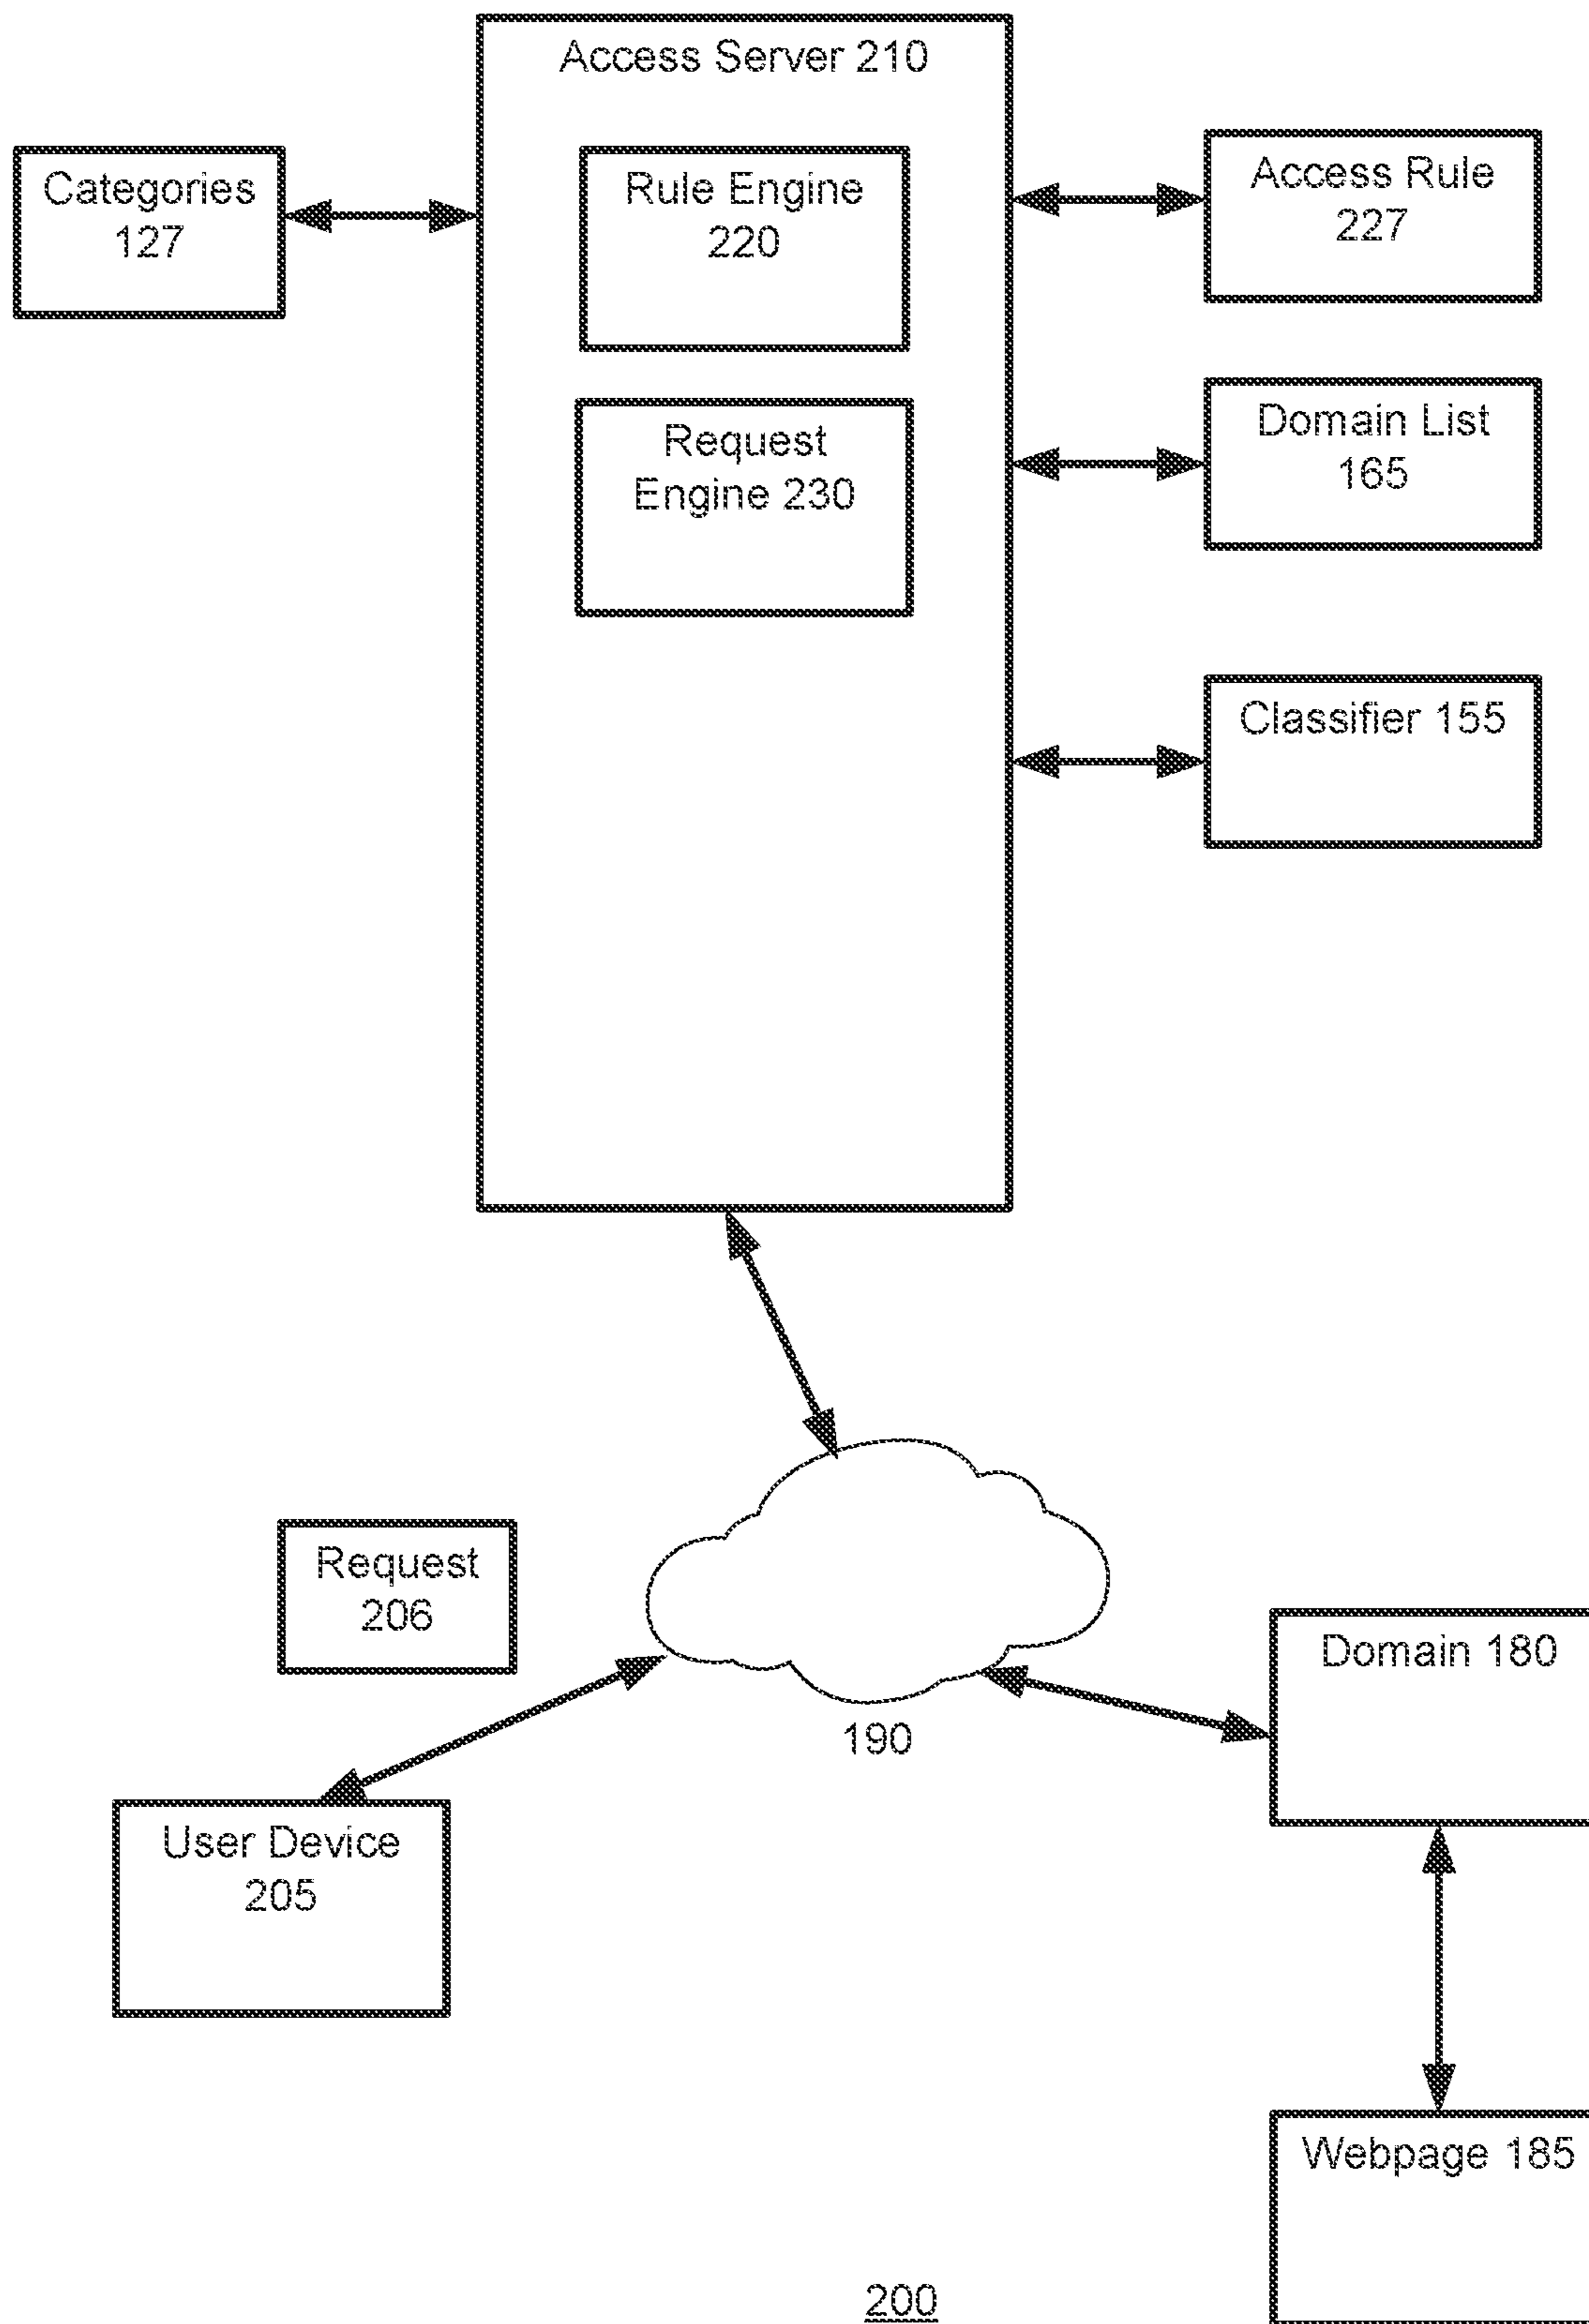 Access Server 210
Categories
127
Rule Engine
220
Access Rule
227
Request
Engine 230
Domain List
165
Classifier 155
Request
206
190
Domain 180
User Device
205
Webpage 185
200